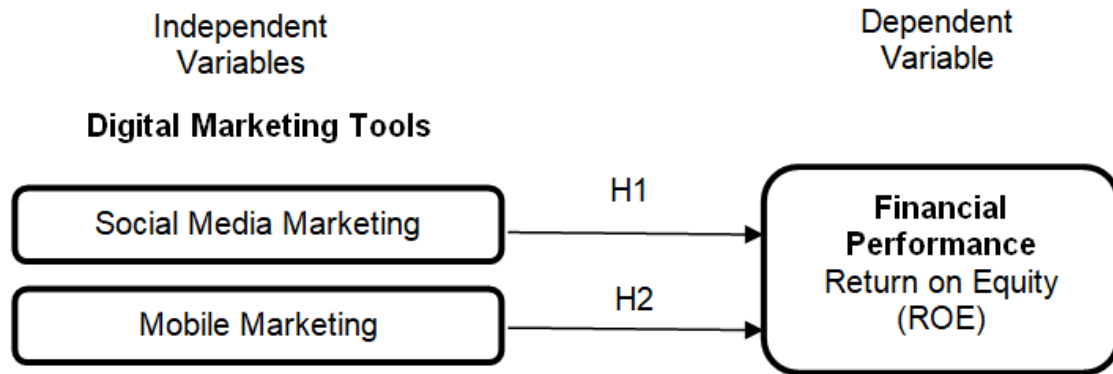 Independent
Variables
Dependent
Variable
Digital Marketing Tools
Social Media Marketing
H1
Mobile Marketing
H2
Financial
Performance
Return on Equity
(ROE)